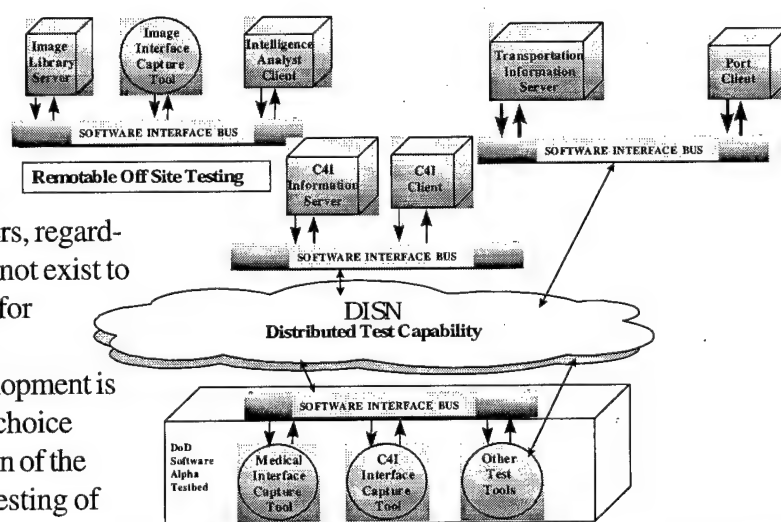 Image
Library
Server
Image
Interface
Capture
Tool
Intelligence
Analyst
Client
Transportation
Information
Server
Port
Client
SOFTWARE INTERFACE BUS
SOFTWARE INTERFACE BUS
Remotable Off Site Testing
C4I
Information
Server
C4I
Client
SOFTWARE INTERFACE BUS
ers, regard-
not exist to
for
DISN
Distributed Test Capability
lopment is
choice
n of the
esting of
SOFTWARE INTERFACE BUS
DoD
Software
Alpha
Testbed
Medical
Interface
Capture
Tool
C4I
Interface
Capture
Tool
Other
Test
Tools